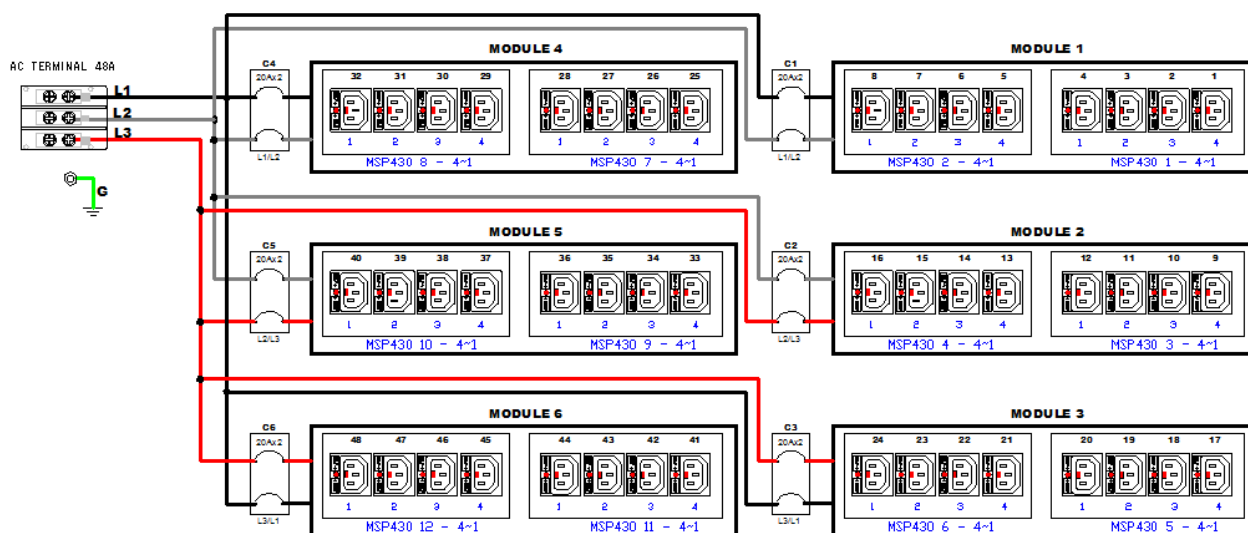 AC TERMINAL 48A
L1
L2
L3
G
C4
20Ax2
L1/L2
MODULE 4
32 31 30 29 28 27 26 25
1 2 3 4 1 2 3 4
MSP430 8 - 4~1 MSP430 7 - 4~1
C1
20Ax2
L1/L2
MODULE 1
8 7 6 5 4 3 2 1
1 2 3 4 1 2 3 4
MSP430 2 - 4~1 MSP430 1 - 4~1
C5
20Ax2
L2/L3
MODULE 5
40 39 38 37 36 35 34 33
1 2 3 4 1 2 3 4
MSP430 10 - 4~1 MSP430 9 - 4~1
C2
20Ax2
L2/L3
MODULE 2
16 15 14 13 12 11 10 9
1 2 3 4 1 2 3 4
MSP430 4 - 4~1 MSP430 3 - 4~1
C6
20Ax2
L3/L1
MODULE 6
48 47 46 45 44 43 42 41
1 2 3 4 1 2 3 4
MSP430 12 - 4~1 MSP430 11 - 4~1
C3
20Ax2
L3/L1
MODULE 3
24 23 22 21 20 19 18 17
1 2 3 4 1 2 3 4
MSP430 6 - 4~1 MSP430 5 - 4~1